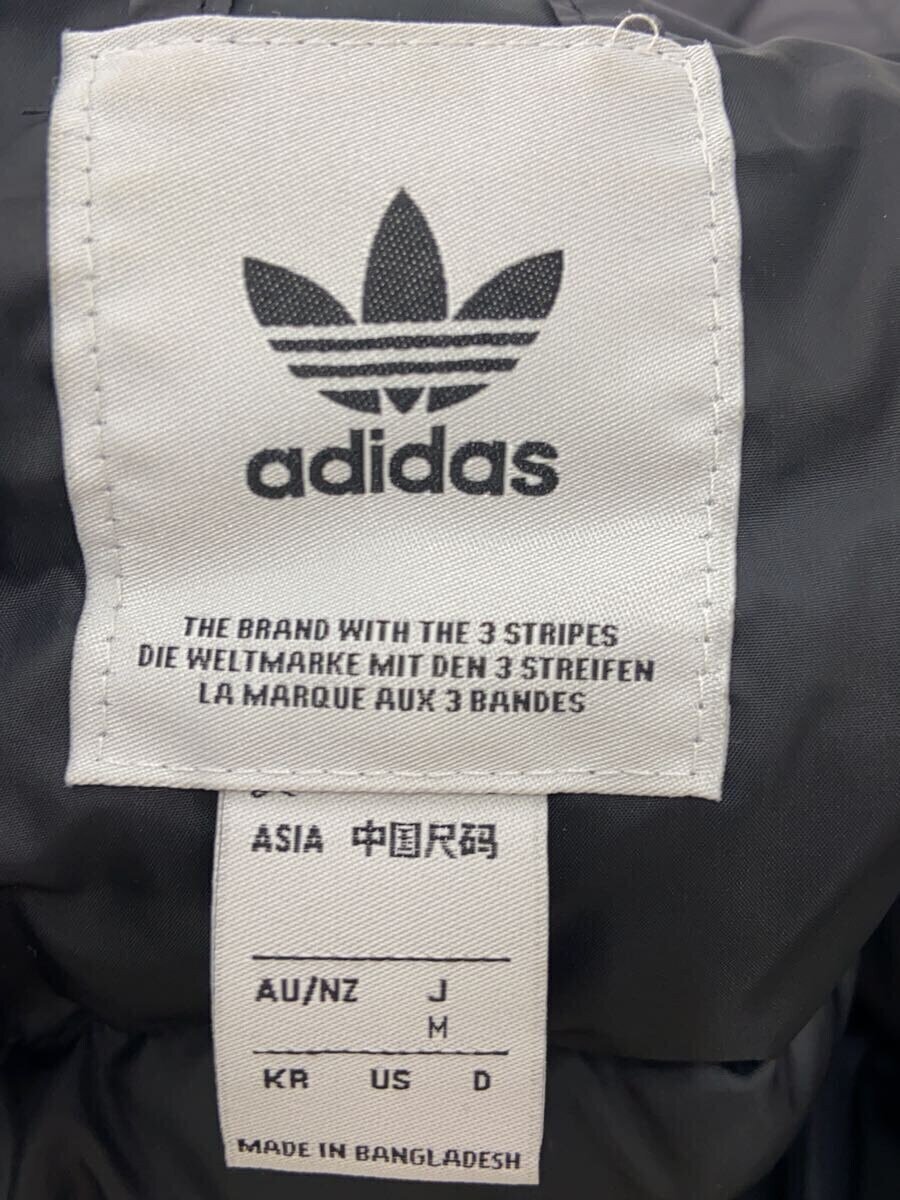 adidas
THE BRAND WITH THE 3 STRIPES
DIE WELTMARKE MIT DEN 3 STREIFEN
LA MARQUE AUX 3 BANDES
ASIA 中国尺码
AU/NZ J
M
KR US D
MADE IN BANGLADESH